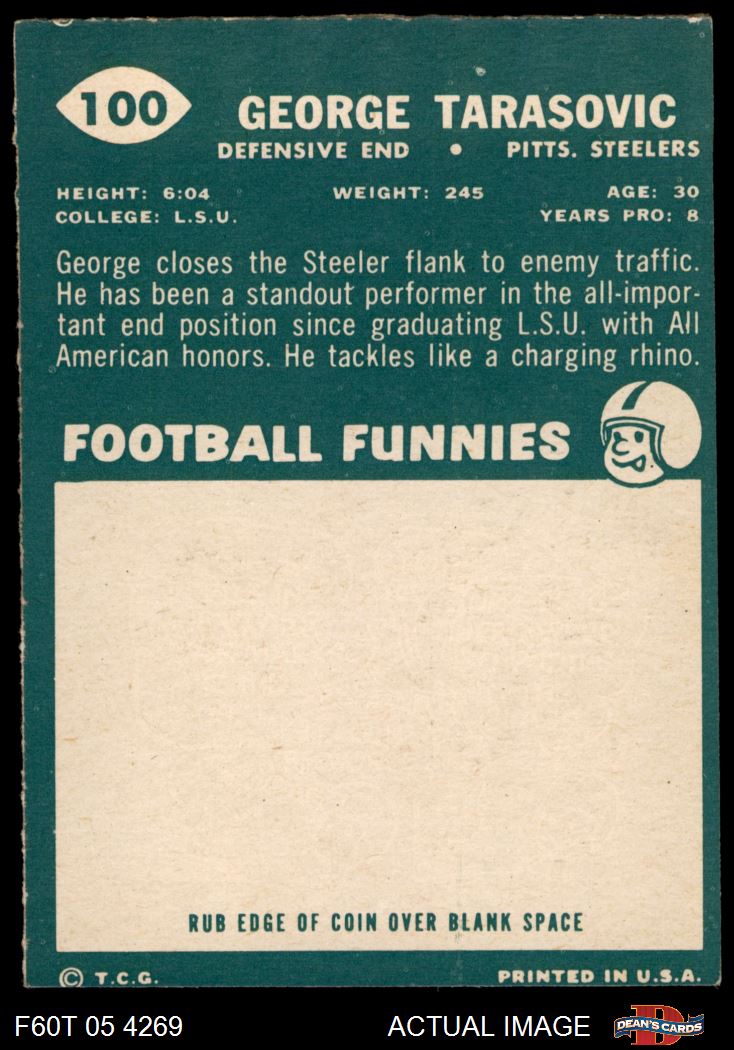 100
GEORGE TARASOVIC
DEFENSIVE END • PITTS. STEELERS
HEIGHT: 6:04 WEIGHT: 245 AGE: 30
COLLEGE: L.S.U. YEARS PRO: 8
George closes the Steeler flank to enemy traffic.
He has been a standout performer in the all-impor-
tant end position since graduating L.S.U. with All
American honors. He tackles like a charging rhino.
FOOTBALL FUNNIES
RUB EDGE OF COIN OVER BLANK SPACE
© T.C.G. PRINTED IN U.S.A.
F60T 05 4269 ACTUAL IMAGE D DEAN'S CARDS